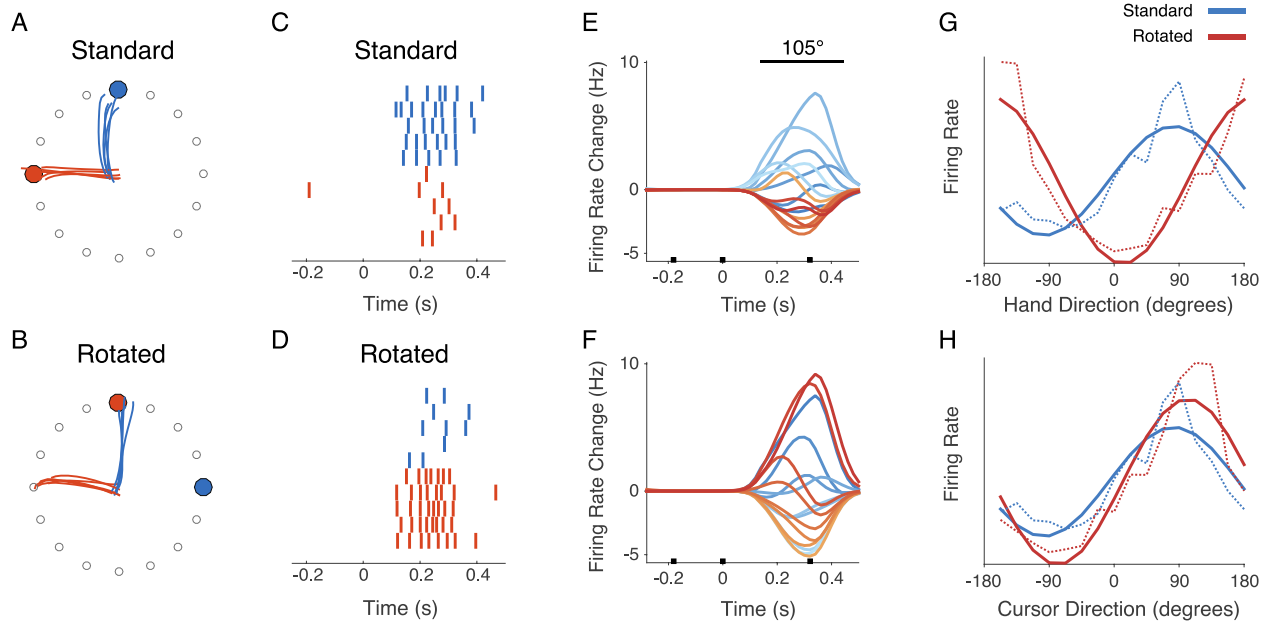 A
Standard
C
Standard
E
105°
10
0
-5
Firing Rate Change (Hz)
-0.2
0
0.2
0.4
Time (s)
-0.2
0
0.2
0.4
Time (s)
G
Standard
Rotated
Firing Rate
-180
-90
0
90
180
Hand Direction (degrees)
B
Rotated
D
Rotated
-0.2
0
0.2
0.4
Time (s)
F
10
0
-5
Firing Rate Change (Hz)
-0.2
0
0.2
0.4
Time (s)
H
Firing Rate
-180
-90
0
90
180
Cursor Direction (degrees)